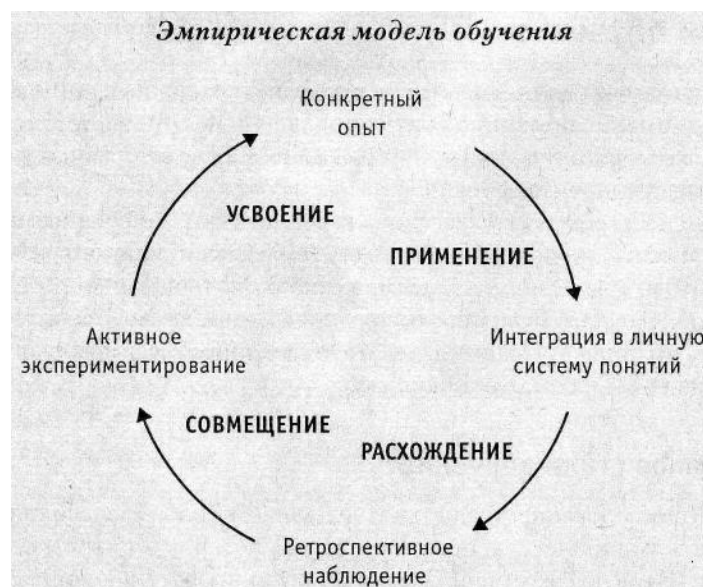 Эмпирическая модель обучения
Конкретный
опыт
УСВОЕНИЕ
ПРИМЕНЕНИЕ
Активное
экспериментирование
Интеграция в личную
систему понятий
СОВМЕЩЕНИЕ
РАСХОЖДЕНИЕ
Ретроспективное
наблюдение